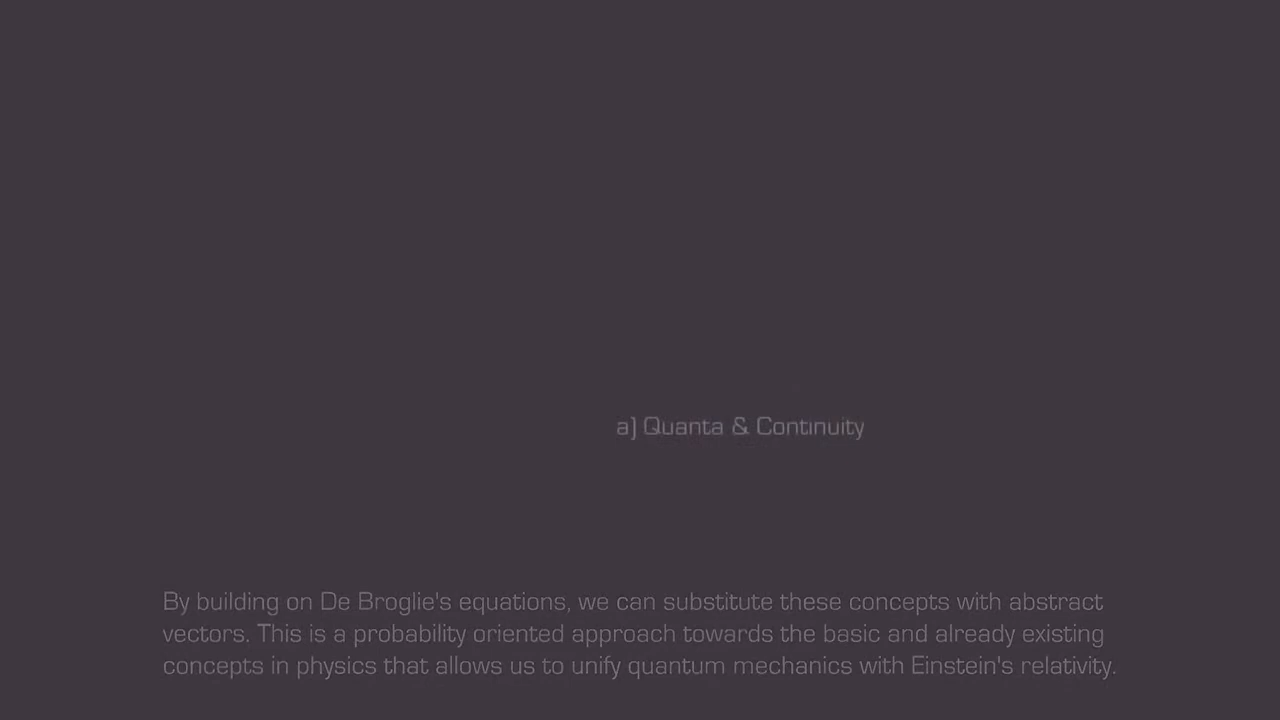 a) Quanta & Continuity
By building on De Broglie's equations, we can substitute these concepts with abstract
vectors. This is a probability oriented approach towards the basic and already existing
concepts in physics that allows us to unify quantum mechanics with Einstein's relativity.